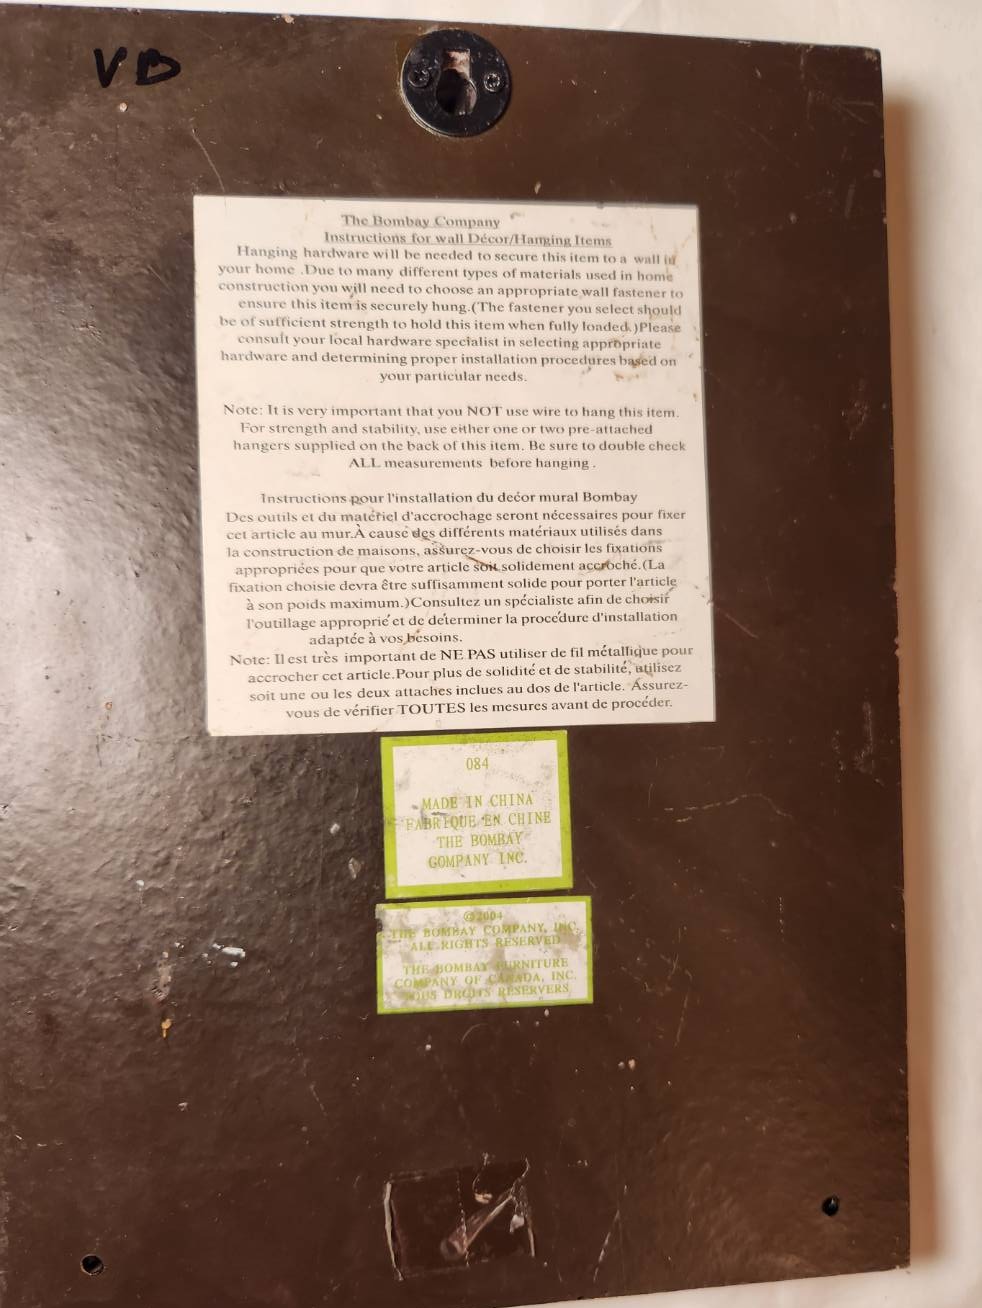 VB
The Bombay Company
Instructions for wall Décor/Hanging Items
Hanging hardware will be needed to secure this item to a wall in
your home .Due to many different types of materials used in home
construction you will need to choose an appropriate wall fastener to
ensure this item is securely hung.(The fastener you select should
be of sufficient strength to hold this item when fully loaded.)Please
consult your local hardware specialist in selecting appropriate
hardware and determining proper installation procedures based on
your particular needs.
Note: It is very important that you NOT use wire to hang this item.
For strength and stability, use either one or two pre-attached
hangers supplied on the back of this item. Be sure to double check
ALL measurements before hanging .
Instructions pour l'installation du decór mural Bombay
Des outils et du matériel d'accrochage seront nécessaires pour fixer
cet article au mur.À cause des différents matériaux utilisés dans
la construction de maisons, assurez-vous de choisir les fixations
appropriées pour que votre article soit solidement accroché.(La
fixation choisie devra être suffisamment solide pour porter l'article
à son poids maximum.)Consultez un spécialiste afin de choisir
l'outillage approprié et de déterminer la procédure d'installation
adaptée à vos besoins.
Note: Il est très important de NE PAS utiliser de fil métallique pour
accrocher cet article.Pour plus de solidité et de stabilité, utilisez
soit une ou les deux attaches inclues au dos de l'article. Assurez-
vous de vérifier TOUTES les mesures avant de procéder.
084
MADE IN CHINA
FABRIQUE EN CHINE
THE BOMBAY
COMPANY INC.
©2004
THE BOMBAY COMPANY, INC.
ALL RIGHTS RESERVED
THE BOMBAY FURNITURE
COMPANY OF CANADA, INC.
TOUS DROITS RESERVERS